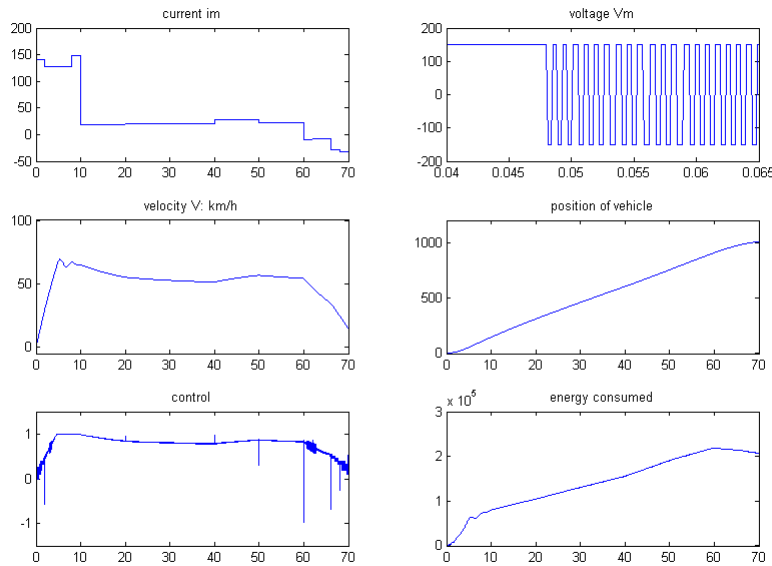 current im
200
150
100
50
0
-50
0 10 20 30 40 50 60 70
voltage Vm
200
100
0
-100
-200
0.04 0.045 0.05 0.055 0.06 0.065
velocity V: km/h
100
50
0
0 10 20 30 40 50 60 70
position of vehicle
1000
500
0
0 10 20 30 40 50 60 70
control
1
0
-1
0 10 20 30 40 50 60 70
energy consumed
x 10^5
3
2
1
0
0 10 20 30 40 50 60 70